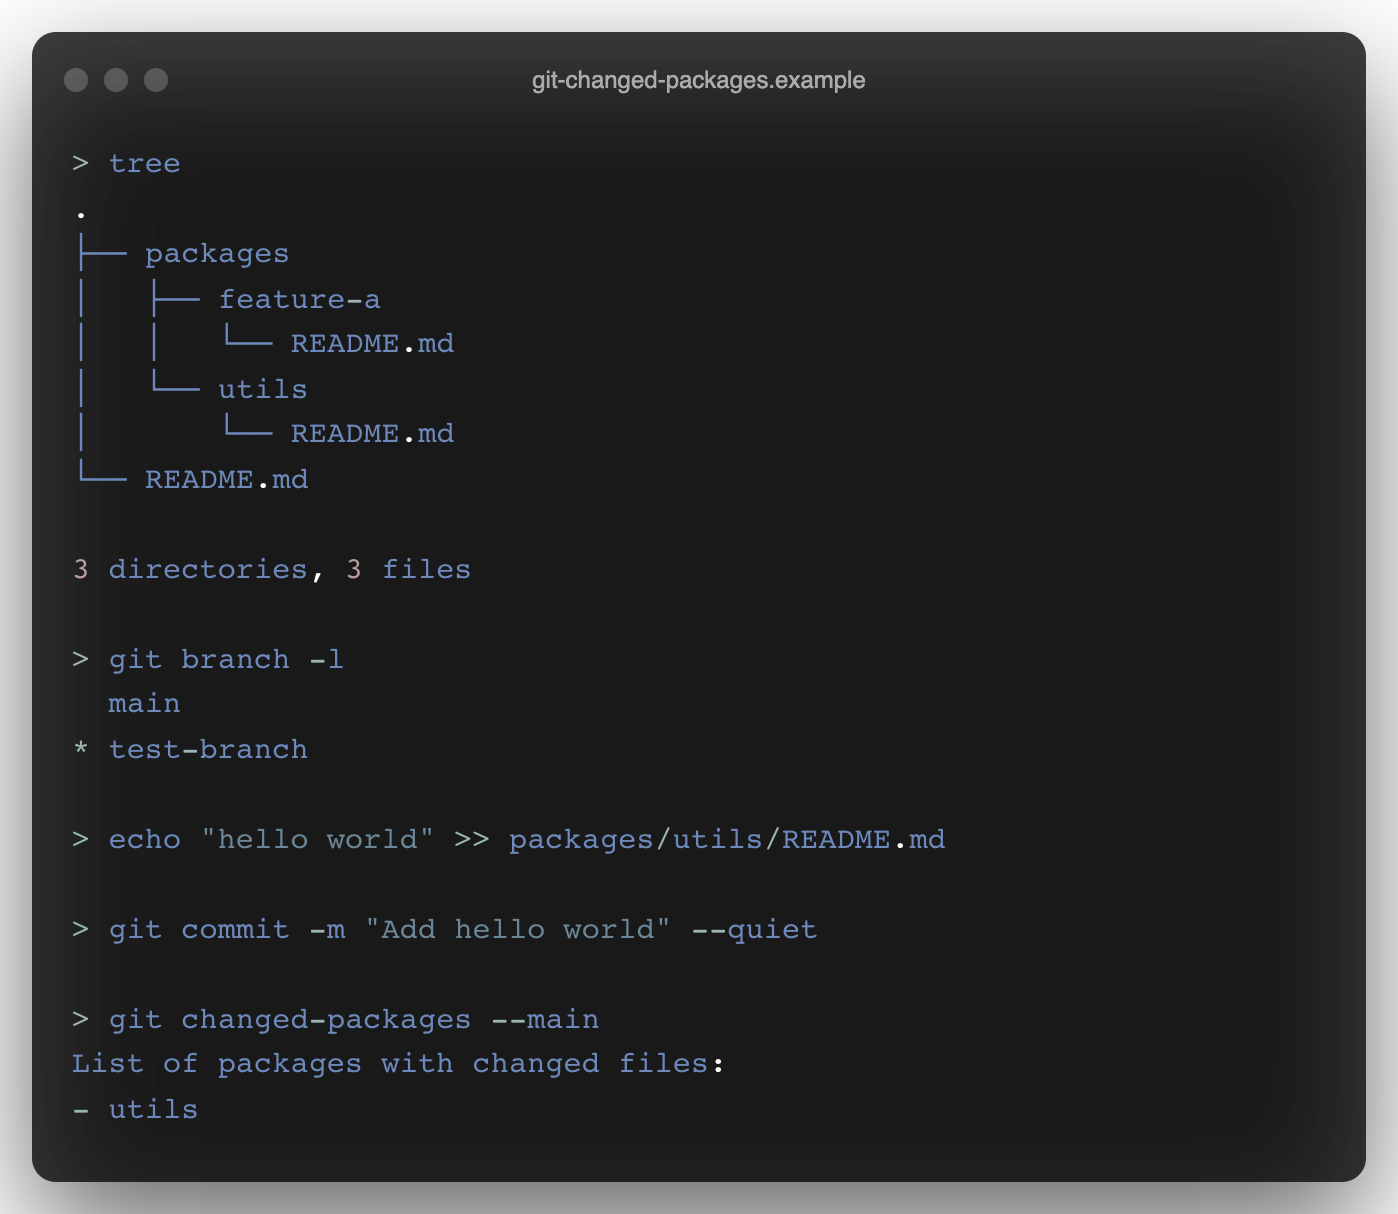 git-changed-packages.example
> tree
.
├── packages
│   ├── feature-a
│   │   └── README.md
│   └── utils
│       └── README.md
└── README.md
3 directories, 3 files
> git branch -l
  main
* test-branch
> echo "hello world" >> packages/utils/README.md
> git commit -m "Add hello world" --quiet
> git changed-packages --main
List of packages with changed files:
- utils